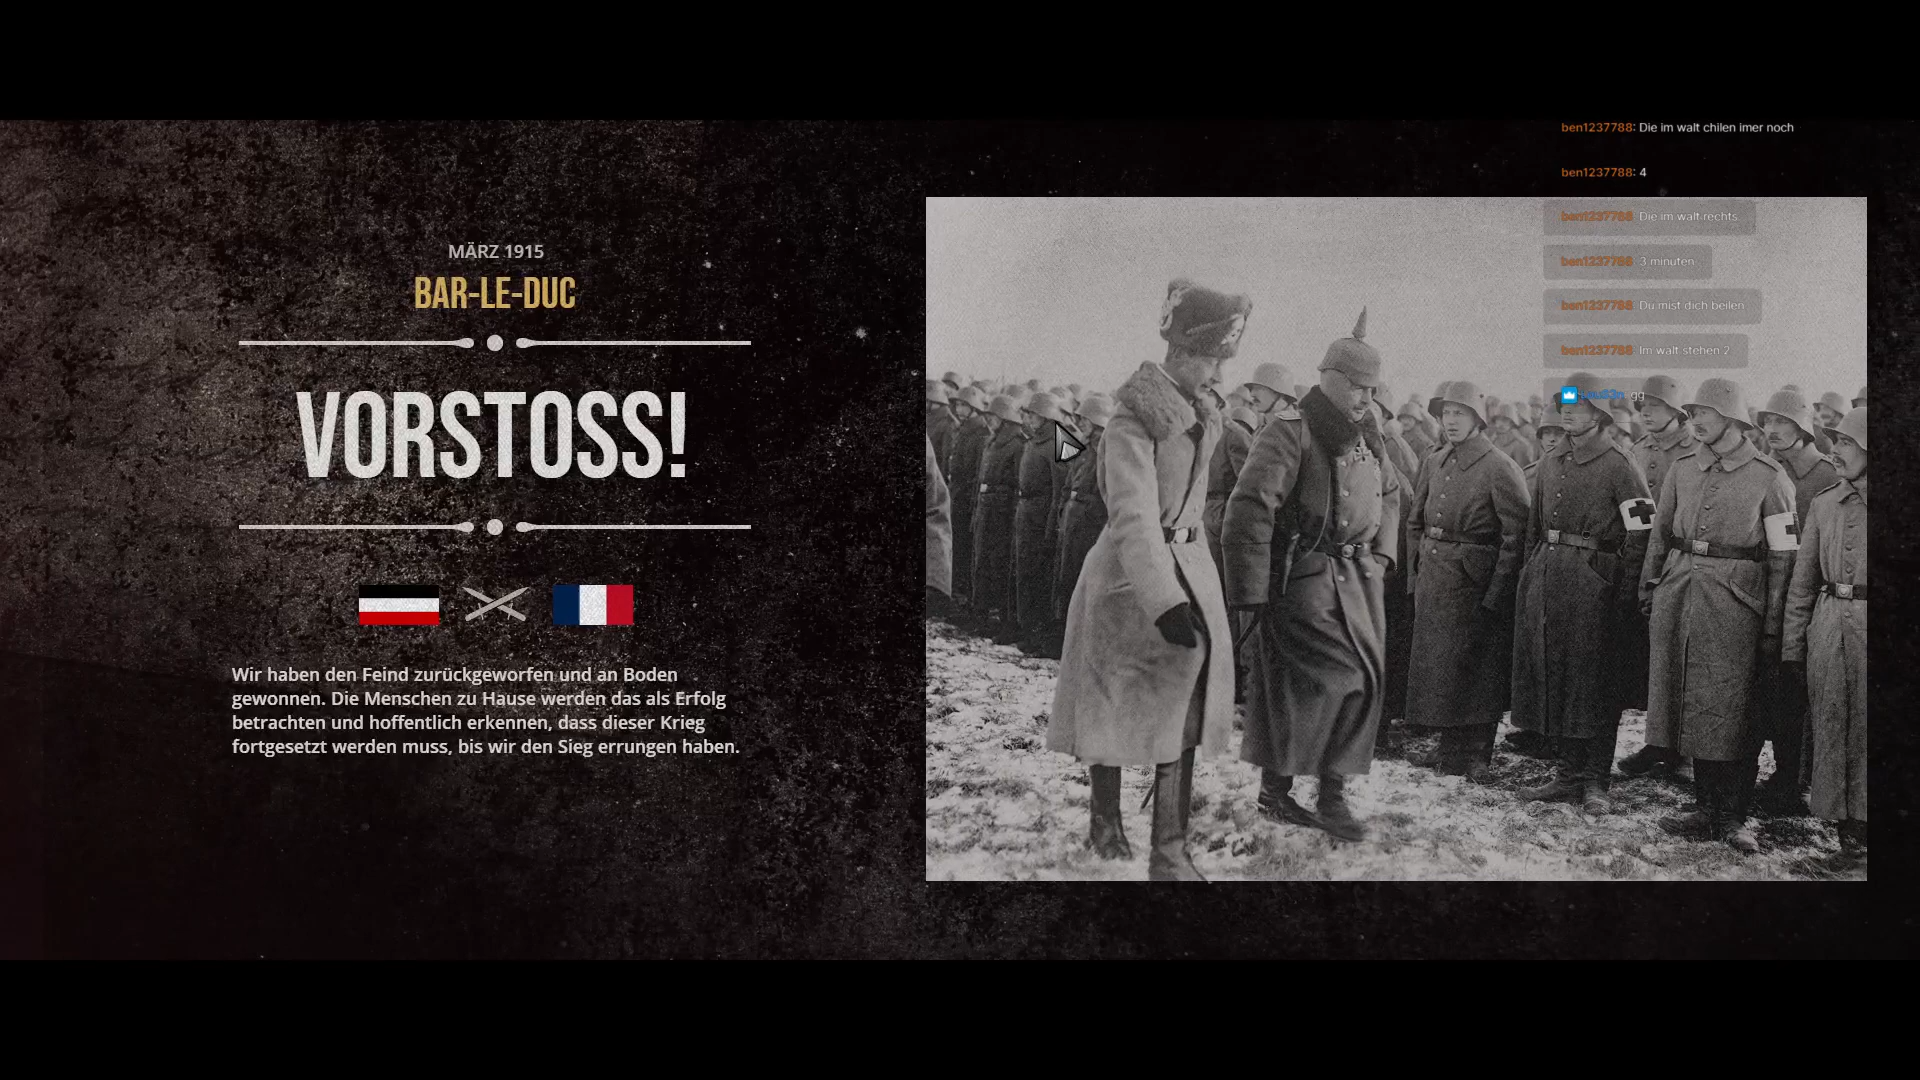 MÄRZ 1915
BAR-LE-DUC
VORSTOSS!
Wir haben den Feind zurückgeworfen und an Boden
gewonnen. Die Menschen zu Hause werden das als Erfolg
betrachten und hoffentlich erkennen, dass dieser Krieg
fortgesetzt werden muss, bis wir den Sieg errungen haben.
ben1237788: Die im walt chilen imer noch
ben1237788: 4
ben1237788: Die im walt rechts
ben1237788: 3 minuten
ben1237788: Du mist dich beilen
ben1237788: Im walt stehen 2
gg